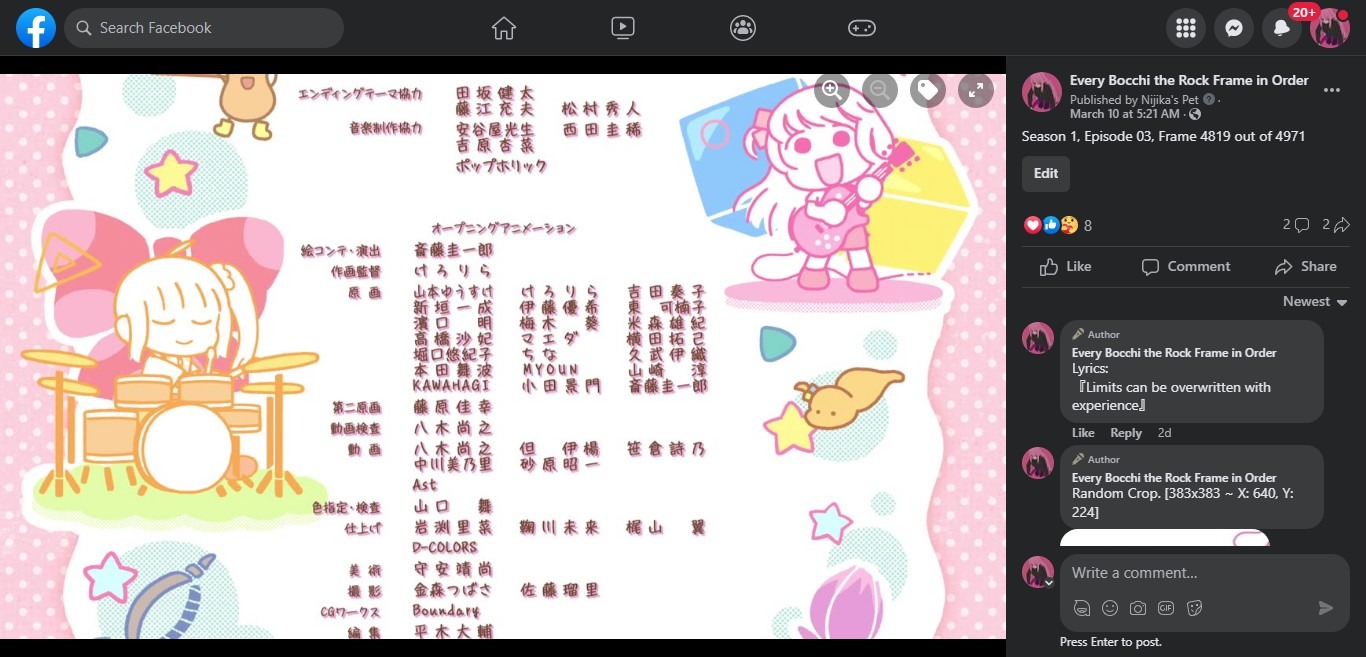 Search Facebook
20+
エンディングテーマ協力 田坂健太
藤江充夫 松村秀人
音楽制作協力 安谷屋光生 西田圭稀
吉原杏菜
ポップホリック
オープニングアニメーション
絵コンテ・演出 斎藤圭一郎
作画監督 けろりら
原画 山本ゆうすけ けろりら 吉田奏子
新垣一成 伊藤優希 東 可楠子
濱口 明 梅木 葵 米森雄紀
高橋沙妃 マエダ 横田拓己
堀口悠紀子 ちな 久武伊織
本田舞波 MYOUN 山崎 淳
KAWAHAGI 小田景門 斎藤圭一郎
第二原画 藤原佳幸
動画検査 八木尚之
動画 八木尚之 但 伊楊 笹倉詩乃
中川美乃里 砂原昭一
Ast
色指定・検査 山口 舞
仕上げ 岩渕里菜 鞠川未来 梶山 翼
D-COLORS
美術 守安靖尚
撮影 金森つばさ 佐藤瑠里
CGワークス Boundary
編集 平木大輔
Every Bocchi the Rock Frame in Order
Published by Nijika's Pet ·
March 10 at 5:21 AM ·
Season 1, Episode 03, Frame 4819 out of 4971
Edit
8
2
2
Like
Comment
Share
Newest
Author
Every Bocchi the Rock Frame in Order
Lyrics:
『Limits can be overwritten with
experience』
Like Reply 2d
Author
Every Bocchi the Rock Frame in Order
Random Crop. [383x383 ~ X: 640, Y:
224]
Write a comment...
GIF
Press Enter to post.